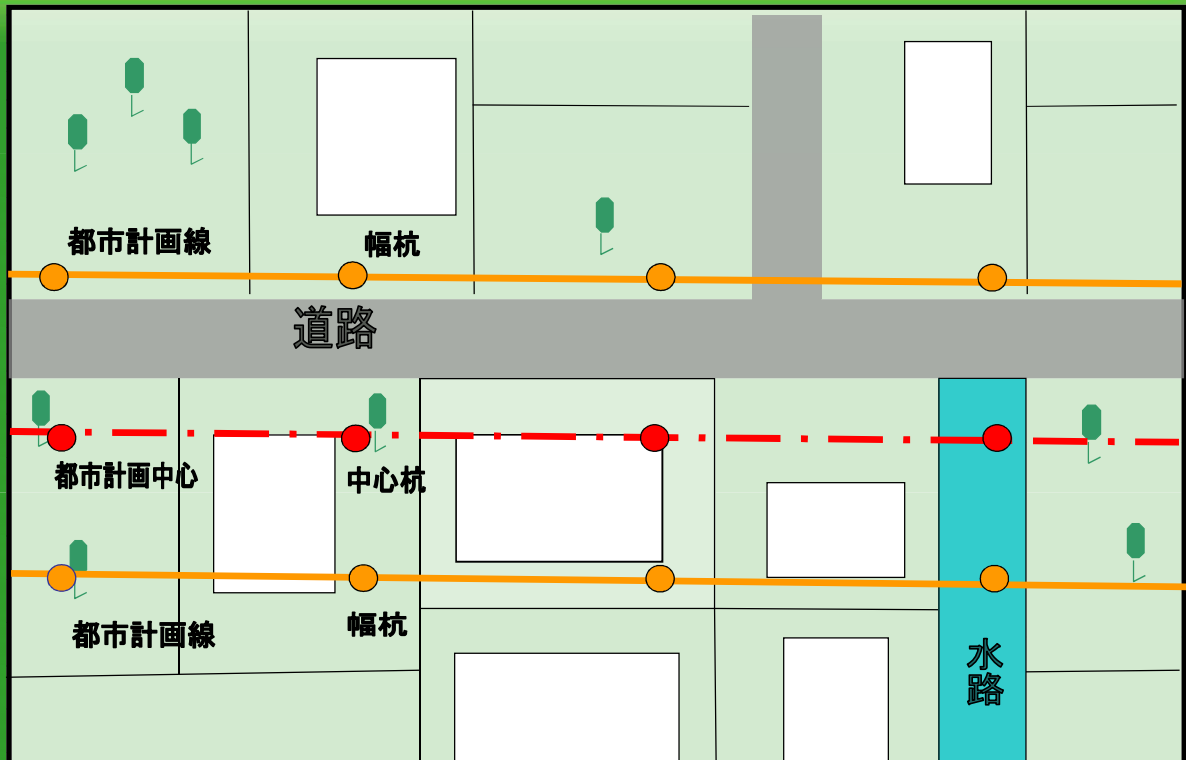 都市計画線
幅杭
道路
都市計画中心
中心杭
都市計画線
幅杭
水路